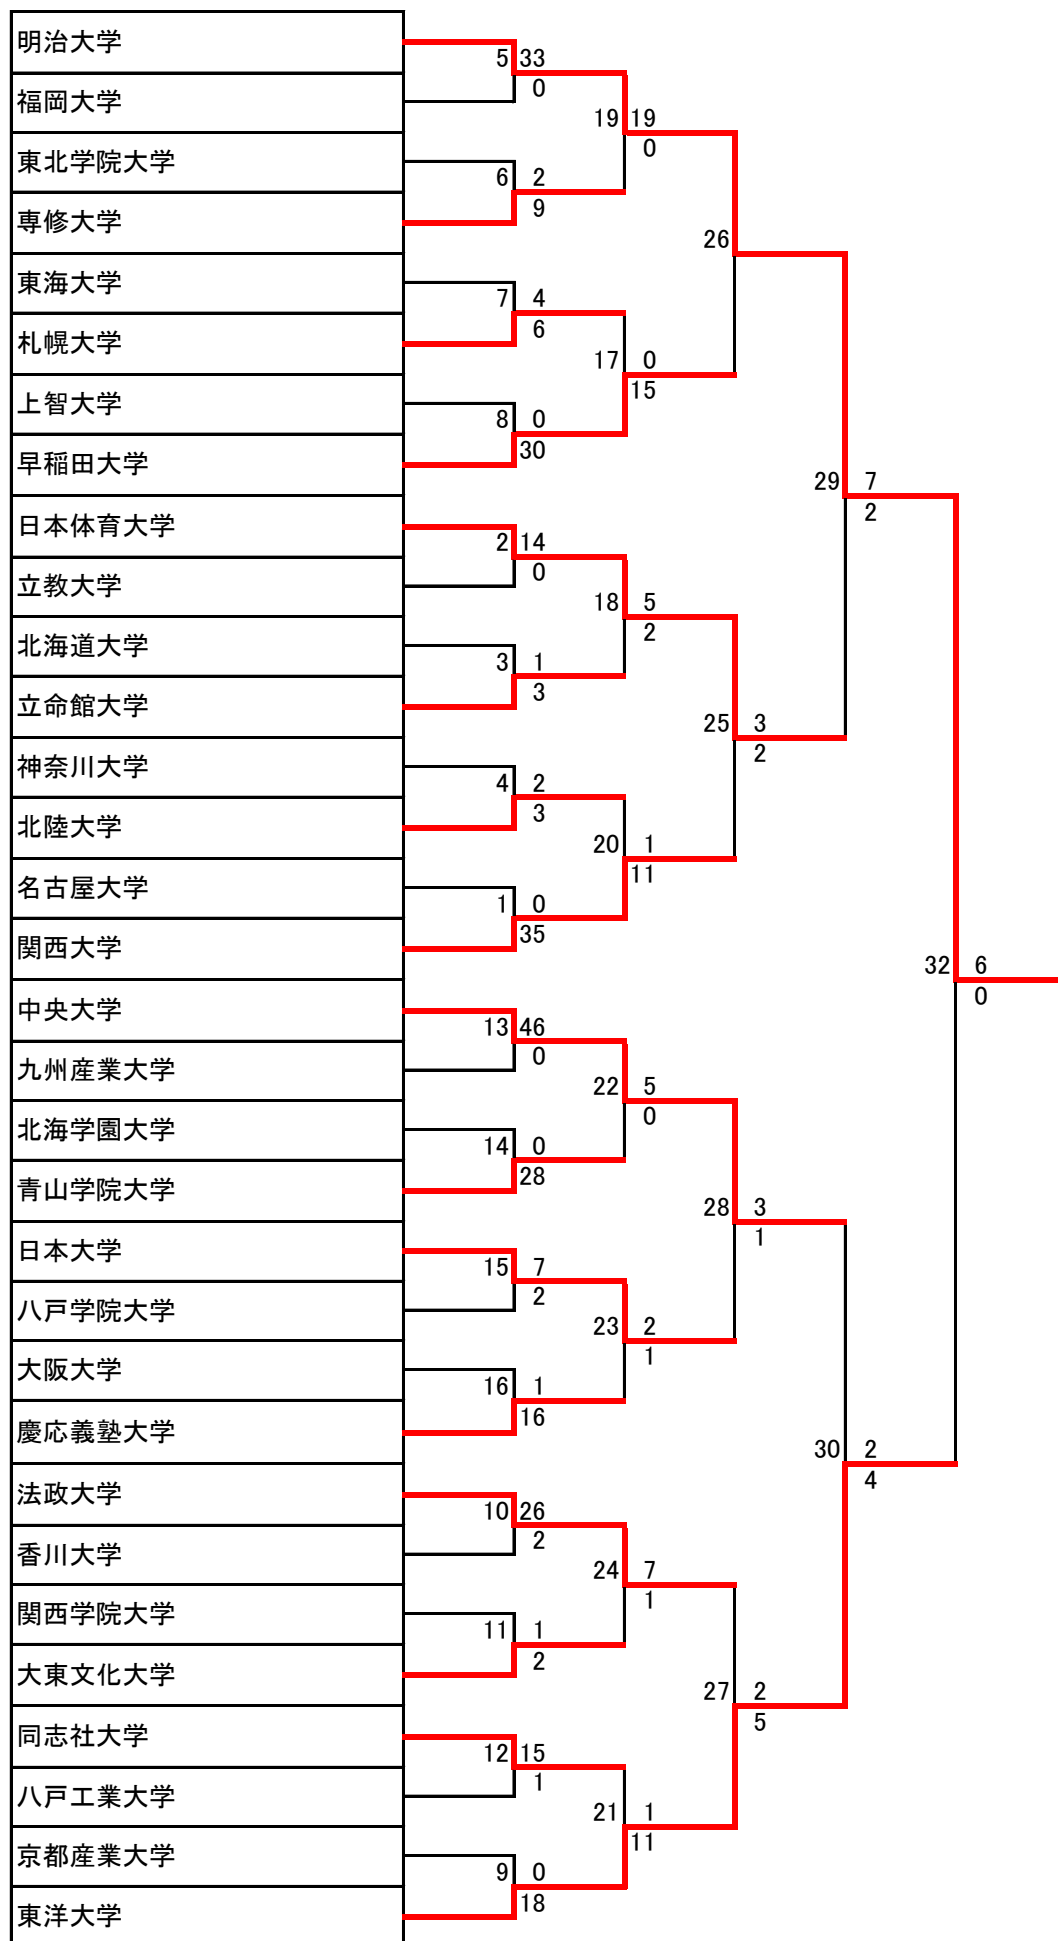 明治大学
5 33
0
福岡大学
19 19
0
東北学院大学
6 2
9
専修大学
26
東海大学
7 4
6
札幌大学
17 0
15
上智大学
8 0
30
早稲田大学
29 7
2
日本体育大学
2 14
0
立教大学
18 5
2
北海道大学
3 1
3
立命館大学
25 3
2
神奈川大学
4 2
3
北陸大学
20 1
11
名古屋大学
1 0
35
関西大学
32 6
0
中央大学
13 46
0
九州産業大学
22 5
0
北海学園大学
14 0
28
青山学院大学
28 3
1
日本大学
15 7
2
八戸学院大学
23 2
1
大阪大学
16 1
16
慶応義塾大学
30 2
4
法政大学
10 26
2
香川大学
24 7
1
関西学院大学
11 1
2
大東文化大学
27 2
5
同志社大学
12 15
1
八戸工業大学
21 1
11
京都産業大学
9 0
18
東洋大学